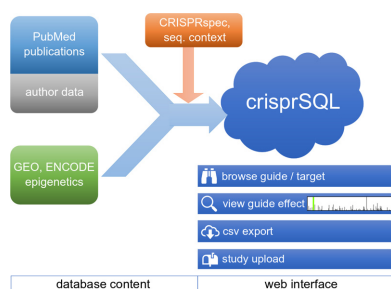 PubMed
publications
author data
CRISPRspec,
seq. context
crisprSQL
GEO, ENCODE
epigenetics
browse guide / target
view guide effect
csv export
study upload
database content
web interface